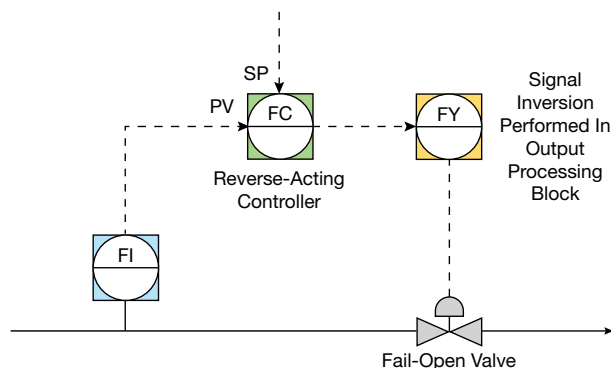 SP
PV
FC
FY
Signal
Inversion
Performed In
Output
Processing
Block
Reverse-Acting
Controller
FI
Fail-Open Valve